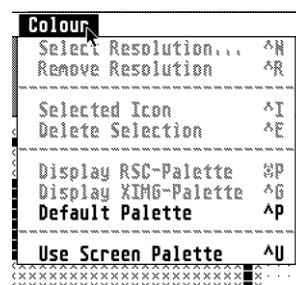 Colour
Select Resolution... ^N
Remove Resolution ^R
Selected Icon ^I
Delete Selection ^E
Display RSC-Palette ⌘P
Display XIMG-Palette ^G
Default Palette ^P
Use Screen Palette ^U